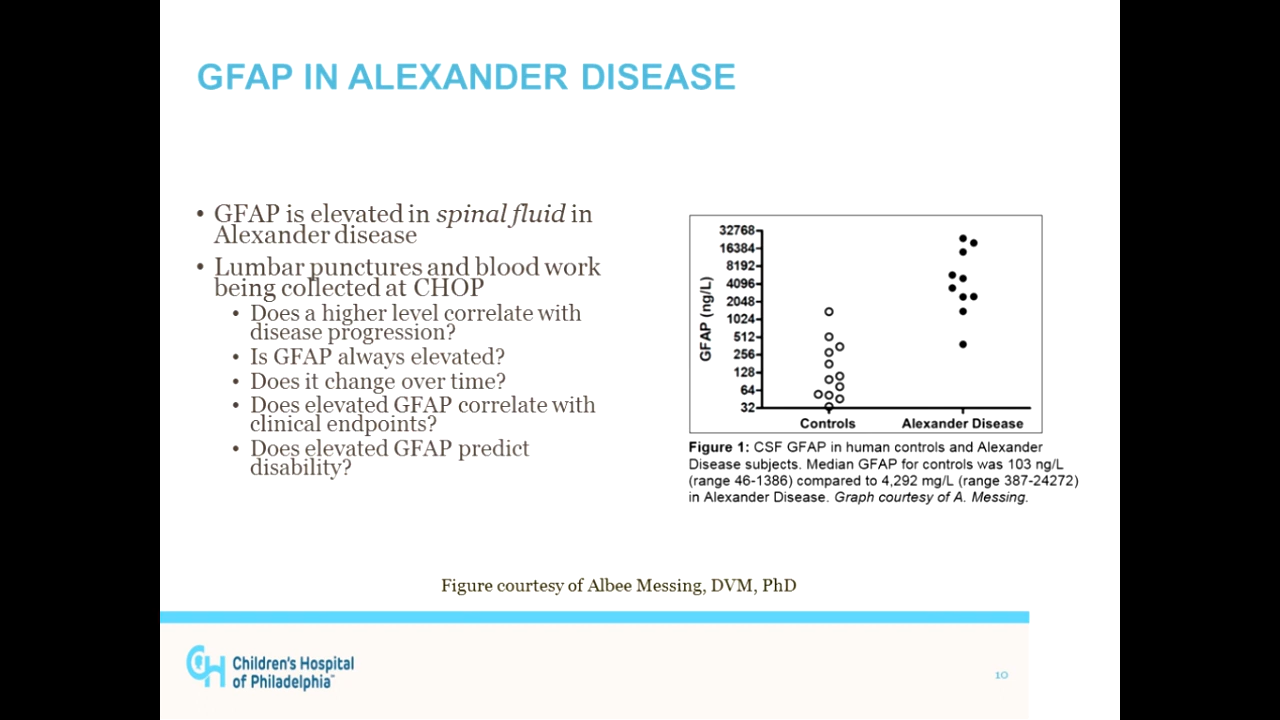 GFAP IN ALEXANDER DISEASE
• GFAP is elevated in spinal fluid in
Alexander disease
• Lumbar punctures and blood work
being collected at CHOP
• Does a higher level correlate with
disease progression?
• Is GFAP always elevated?
• Does it change over time?
• Does elevated GFAP correlate with
clinical endpoints?
• Does elevated GFAP predict
disability?
GFAP (ng/L)
32768
16384
8192
4096
2048
1024
512
256
128
64
32
Controls Alexander Disease
Figure 1: CSF GFAP in human controls and Alexander
Disease subjects. Median GFAP for controls was 103 ng/L
(range 46-1386) compared to 4,292 mg/L (range 387-24272)
in Alexander Disease. Graph courtesy of A. Messing.
Figure courtesy of Albee Messing, DVM, PhD
CH Children's Hospital
of Philadelphia™
10